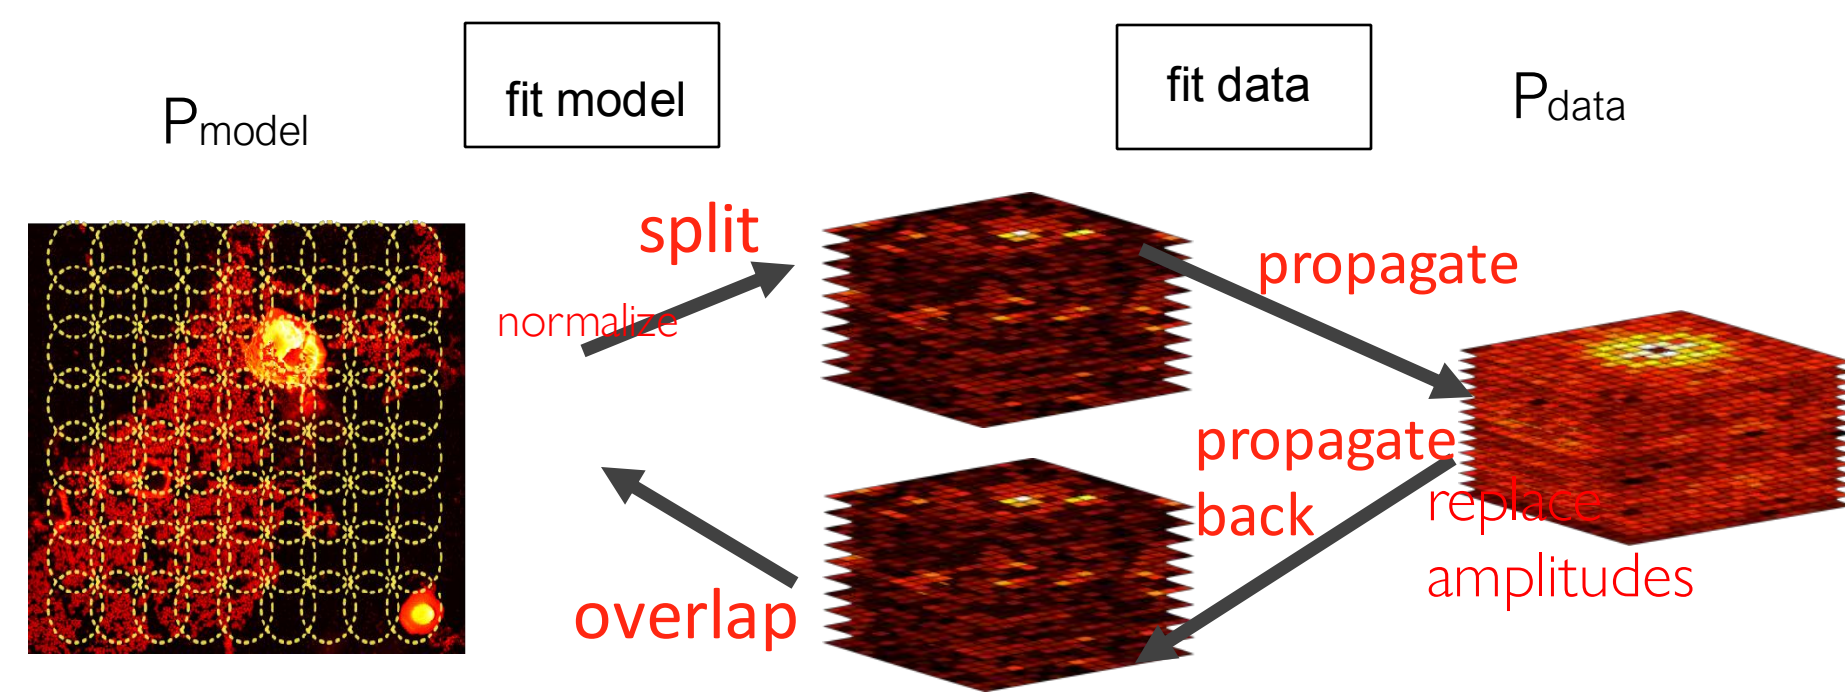 fit model
fit data
Pmodel
Pdata
split
normalize
propagate
propagate
back
replace
amplitudes
overlap